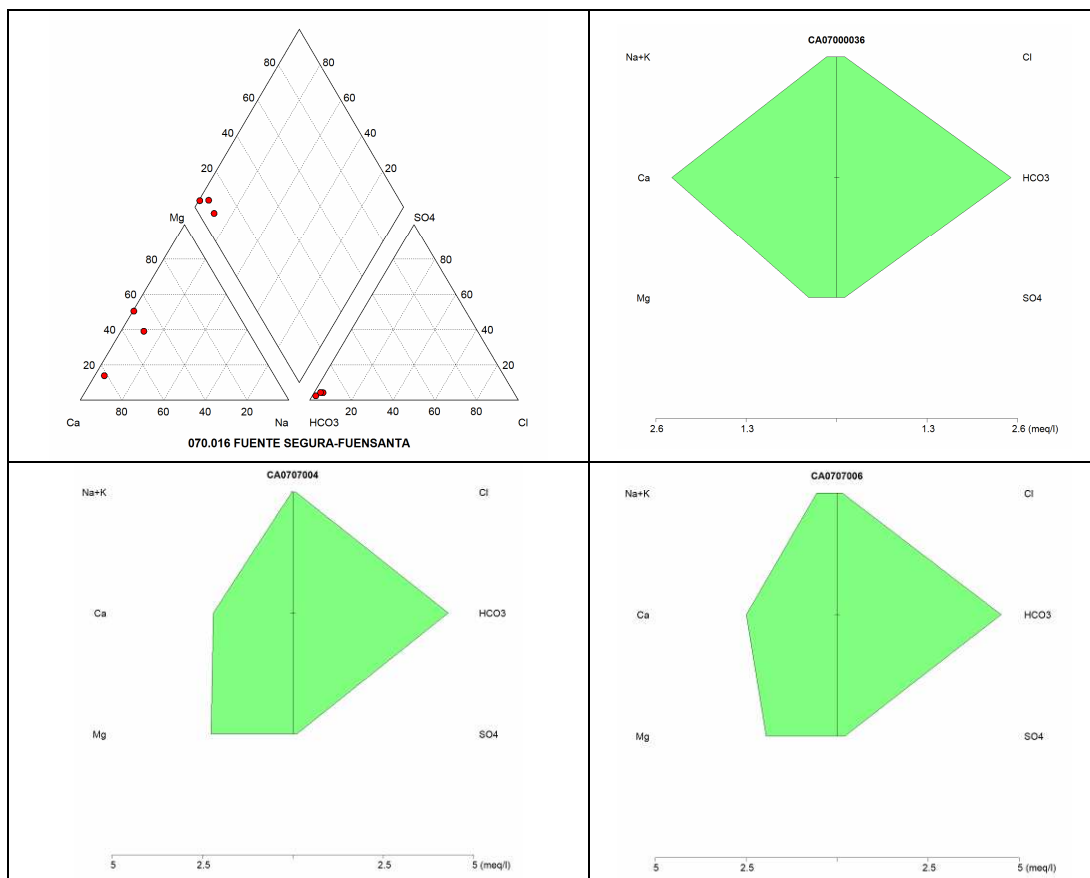 80 80
60 60
40 40
20 20
Mg SO4
80 80
60 60
40 40
20 20
Ca 80 60 40 20 Na HCO3 20 40 60 80 Cl
070.016 FUENTE SEGURA-FUENSANTA
CA07000036
Na+K Cl
Ca HCO3
Mg SO4
2.6 1.3 1.3 2.6 (meq/l)
CA0707004
Na+K Cl
Ca HCO3
Mg SO4
5 2.5 2.5 5 (meq/l)
CA0707006
Na+K Cl
Ca HCO3
Mg SO4
5 2.5 2.5 5 (meq/l)